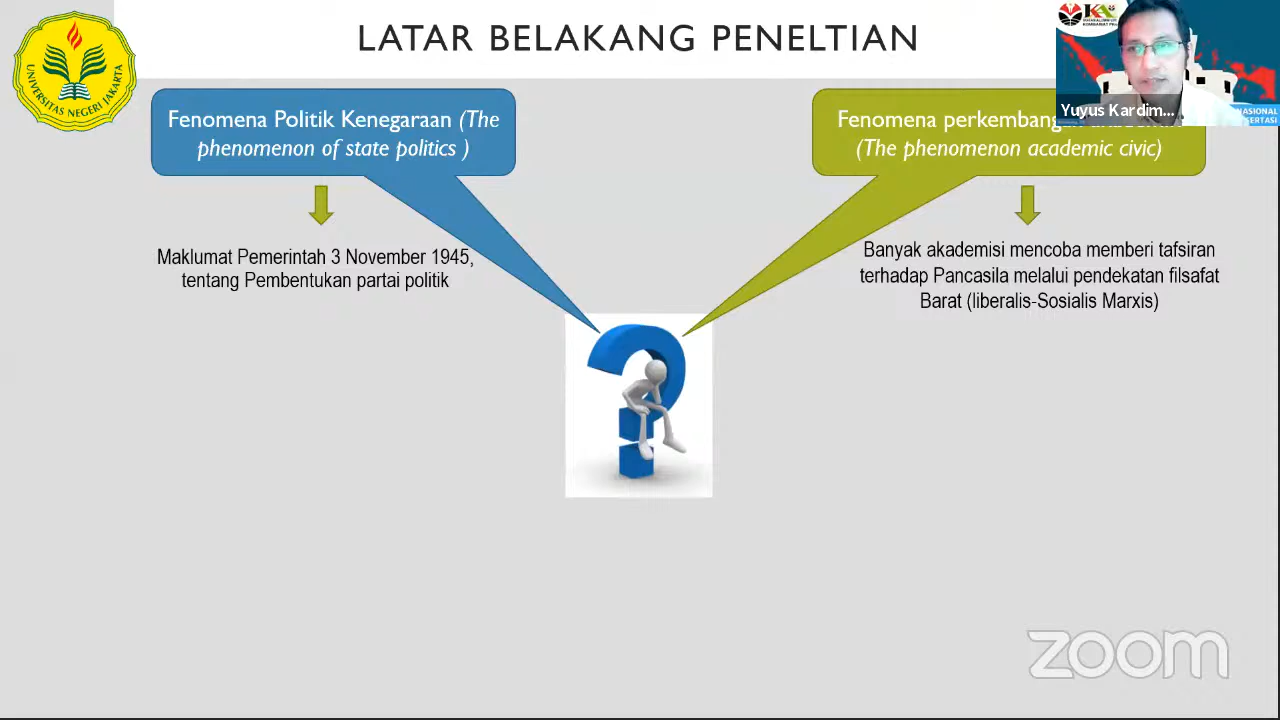 LATAR BELAKANG PENELTIAN
UNIVERSITAS NEGERI JAKARTA
Fenomena Politik Kenegaraan (The
phenomenon of state politics )
Fenomena perkembangan
(The phenomenon academic civic)
Yuyus Kardim...
NASIONAL
Maklumat Pemerintah 3 November 1945,
tentang Pembentukan partai politik
Banyak akademisi mencoba memberi tafsiran
terhadap Pancasila melalui pendekatan filsafat
Barat (liberalis-Sosialis Marxis)
zoom